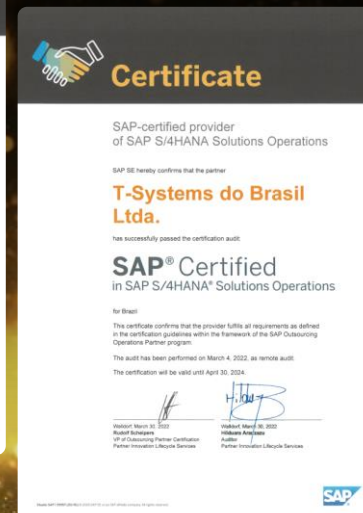 Certificate
SAP-certified provider
of SAP S/4HANA Solutions Operations
SAP SE hereby confirms that the partner
T-Systems do Brasil
Ltda.
has successfully passed the certification audit
SAP® Certified
in SAP S/4HANA® Solutions Operations
for Brazil
This certificate confirms that the provider fulfills all requirements as defined
in the certification guidelines within the framework of the SAP Outsourcing
Operations Partner program.
The audit has been performed on March 4, 2022, as remote audit.
The certification will be valid until April 30, 2024.
Walldorf, March 30, 2022
Rudolf Scheipers
VP of Outsourcing Partner Certification
Partner Innovation Lifecycle Services
Walldorf, March 30, 2022
Auditor
Partner Innovation Lifecycle Services
SAP